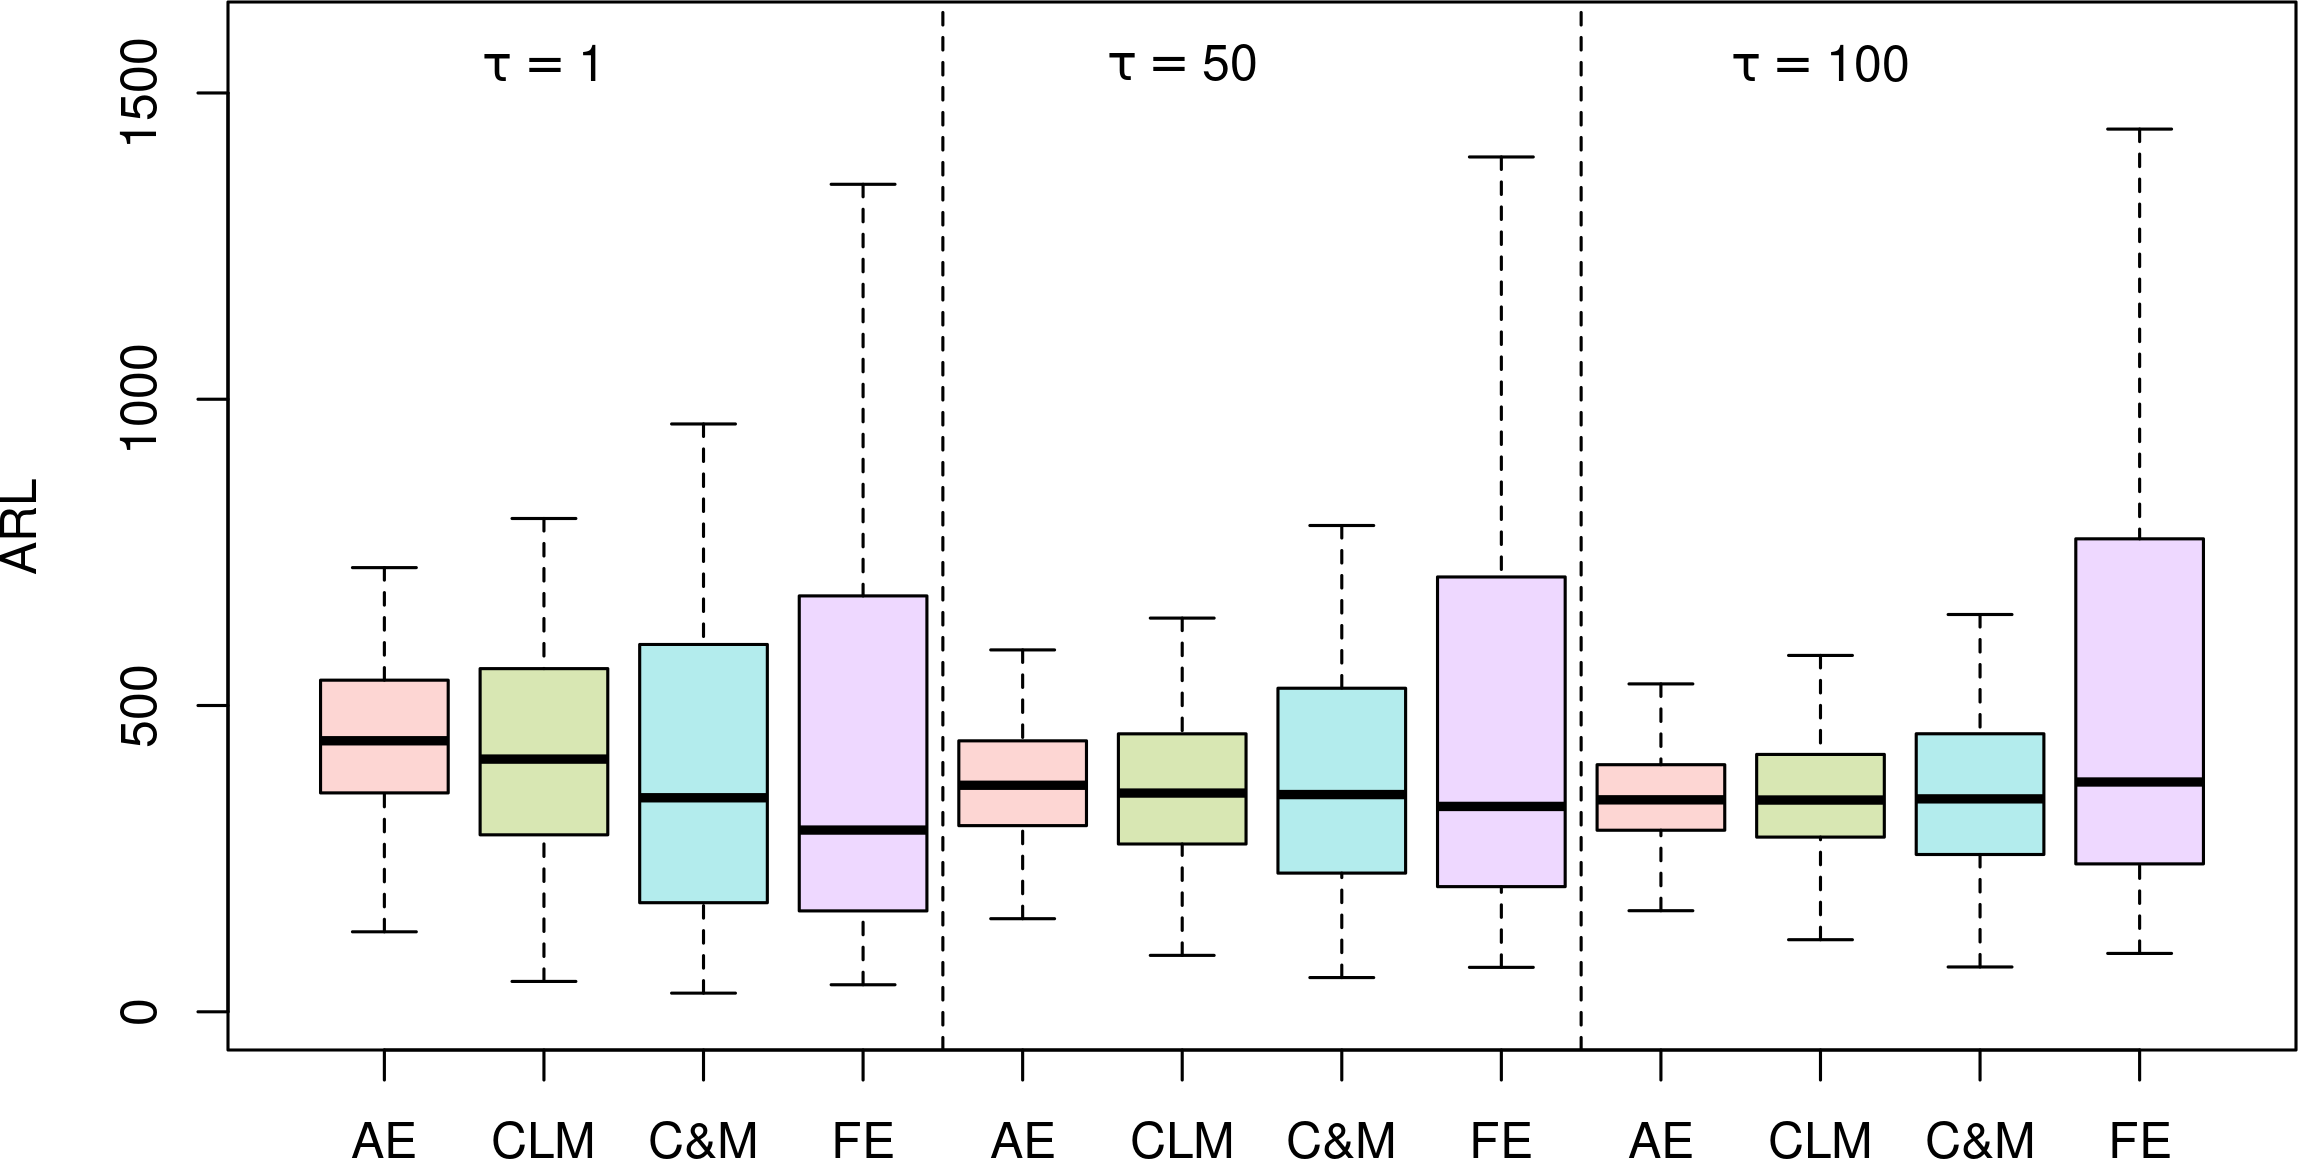 τ = 1
τ = 50
τ = 100
1500
1000
500
0
ARL
AE CLM C&M FE AE CLM C&M FE AE CLM C&M FE